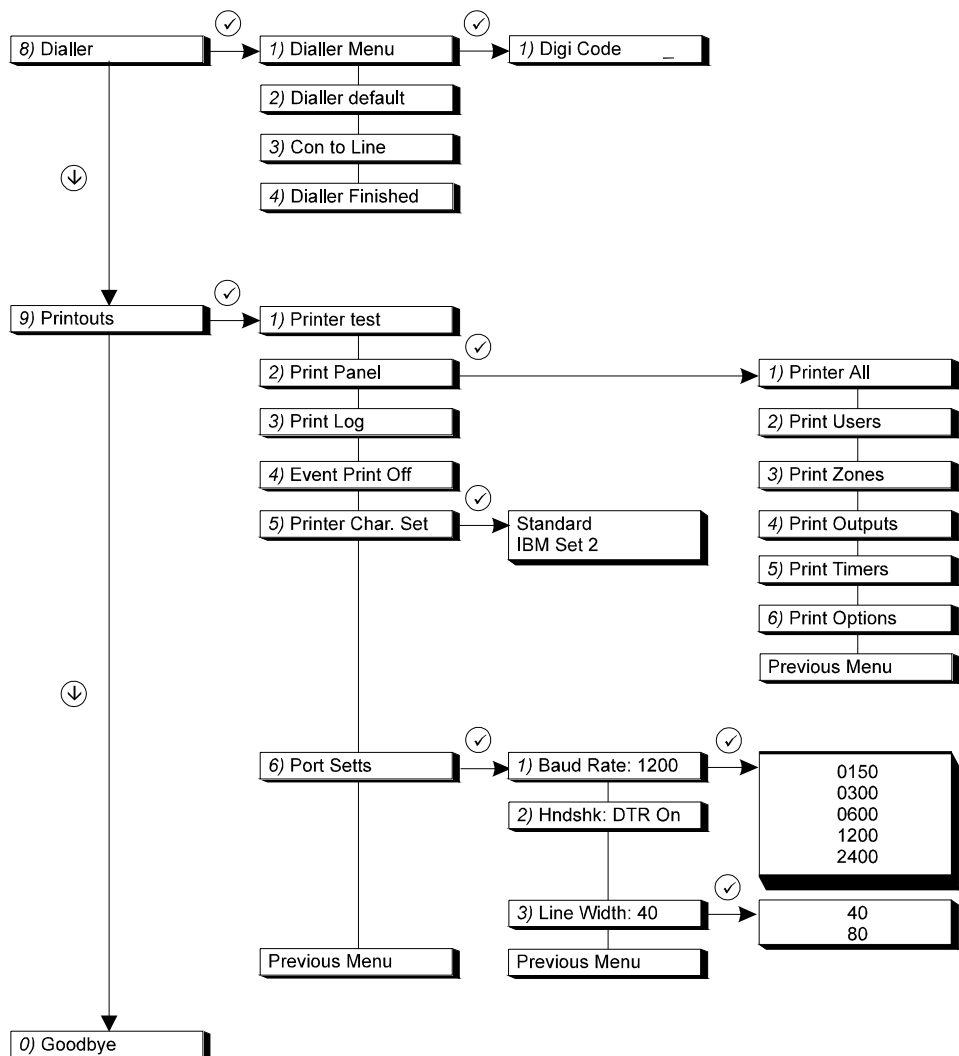 8) Dialler
1) Dialler Menu
1) Digi Code _
2) Dialler default
3) Con to Line
4) Dialler Finished
9) Printouts
1) Printer test
2) Print Panel
1) Printer All
3) Print Log
2) Print Users
4) Event Print Off
3) Print Zones
5) Printer Char. Set
Standard
IBM Set 2
4) Print Outputs
5) Print Timers
6) Print Options
Previous Menu
6) Port Setts
1) Baud Rate: 1200
0150
0300
0600
1200
2400
2) Hndshk: DTR On
3) Line Width: 40
40
80
Previous Menu
Previous Menu
0) Goodbye